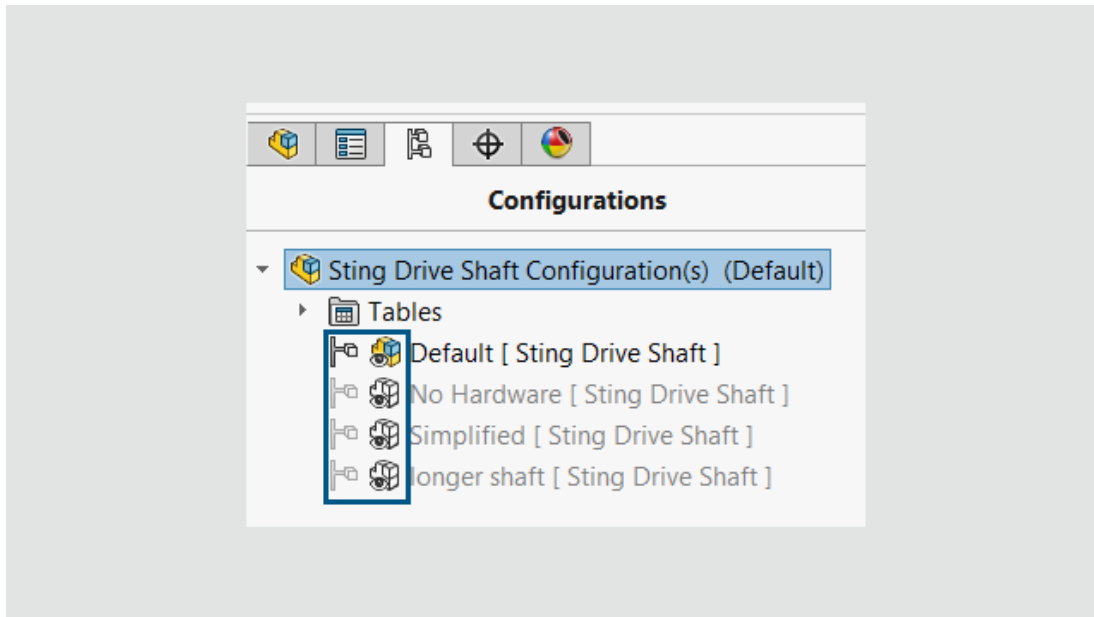 Configurations
Sting Drive Shaft Configuration(s) (Default)
Tables
Default [ Sting Drive Shaft ]
No Hardware [ Sting Drive Shaft ]
Simplified [ Sting Drive Shaft ]
longer shaft [ Sting Drive Shaft ]